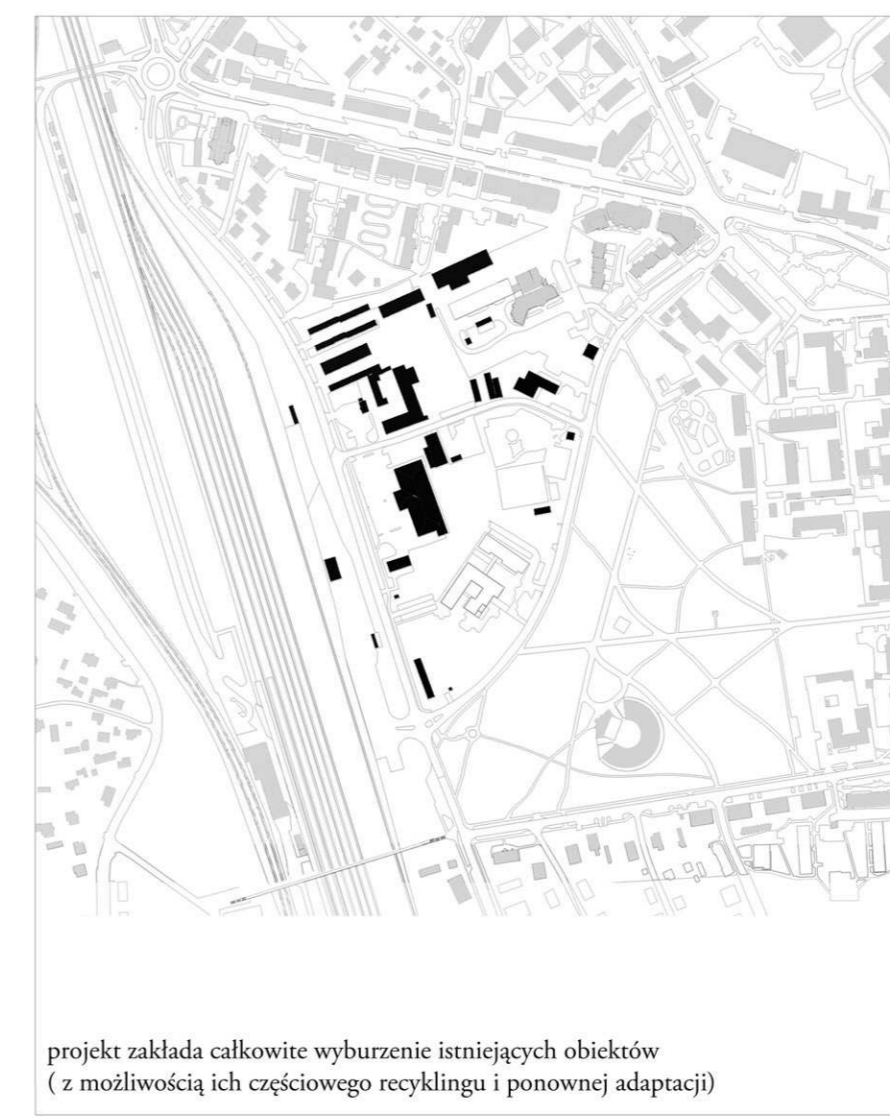 projekt zakłada całkowite wyburzenie istniejących obiektów
( z możliwością ich częściowego recyklingu i ponownej adaptacji)